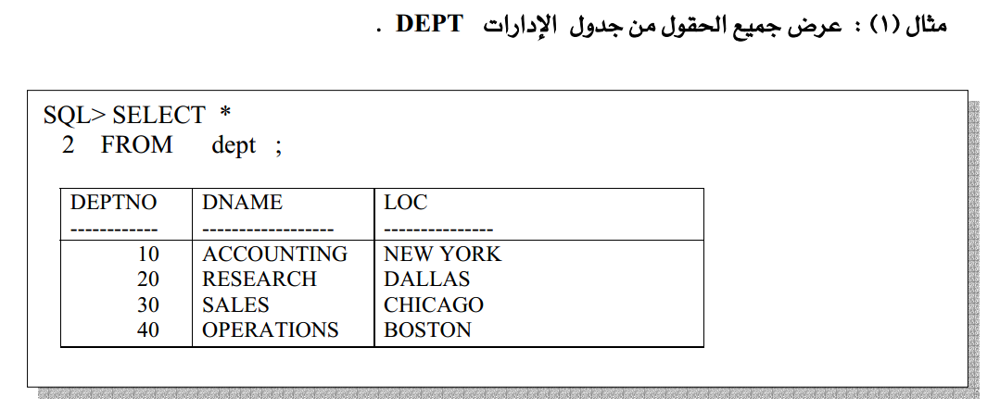 مثال (١) : عرض جميع الحقول من جدول الإدارات DEPT .
SQL> SELECT *
2 FROM dept ;
DEPTNO DNAME LOC
------------ ------------------ ---------------
10 ACCOUNTING NEW YORK
20 RESEARCH DALLAS
30 SALES CHICAGO
40 OPERATIONS BOSTON